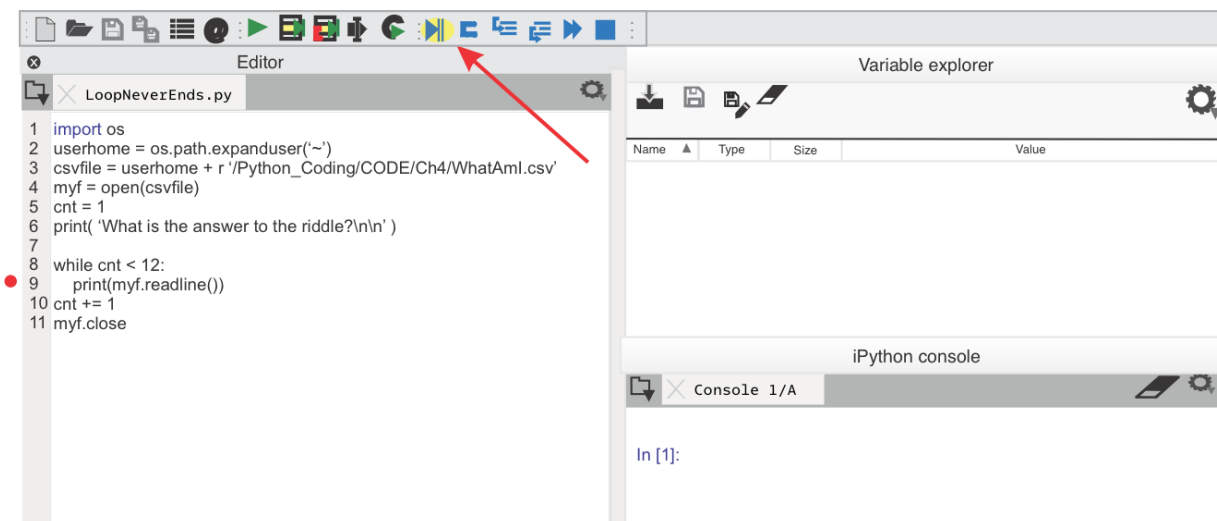 Editor
LoopNeverEnds.py
1 import os
2 userhome = os.path.expanduser(‘~’)
3 csvfile = userhome + r ‘/Python_Coding/CODE/Ch4/WhatAmI.csv’
4 myf = open(csvfile)
5 cnt = 1
6 print( ‘What is the answer to the riddle?\n\n’ )
7
8 while cnt < 12:
9 print(myf.readline())
10 cnt += 1
11 myf.close
Variable explorer
Name Type Size Value
iPython console
Console 1/A
In [1]: